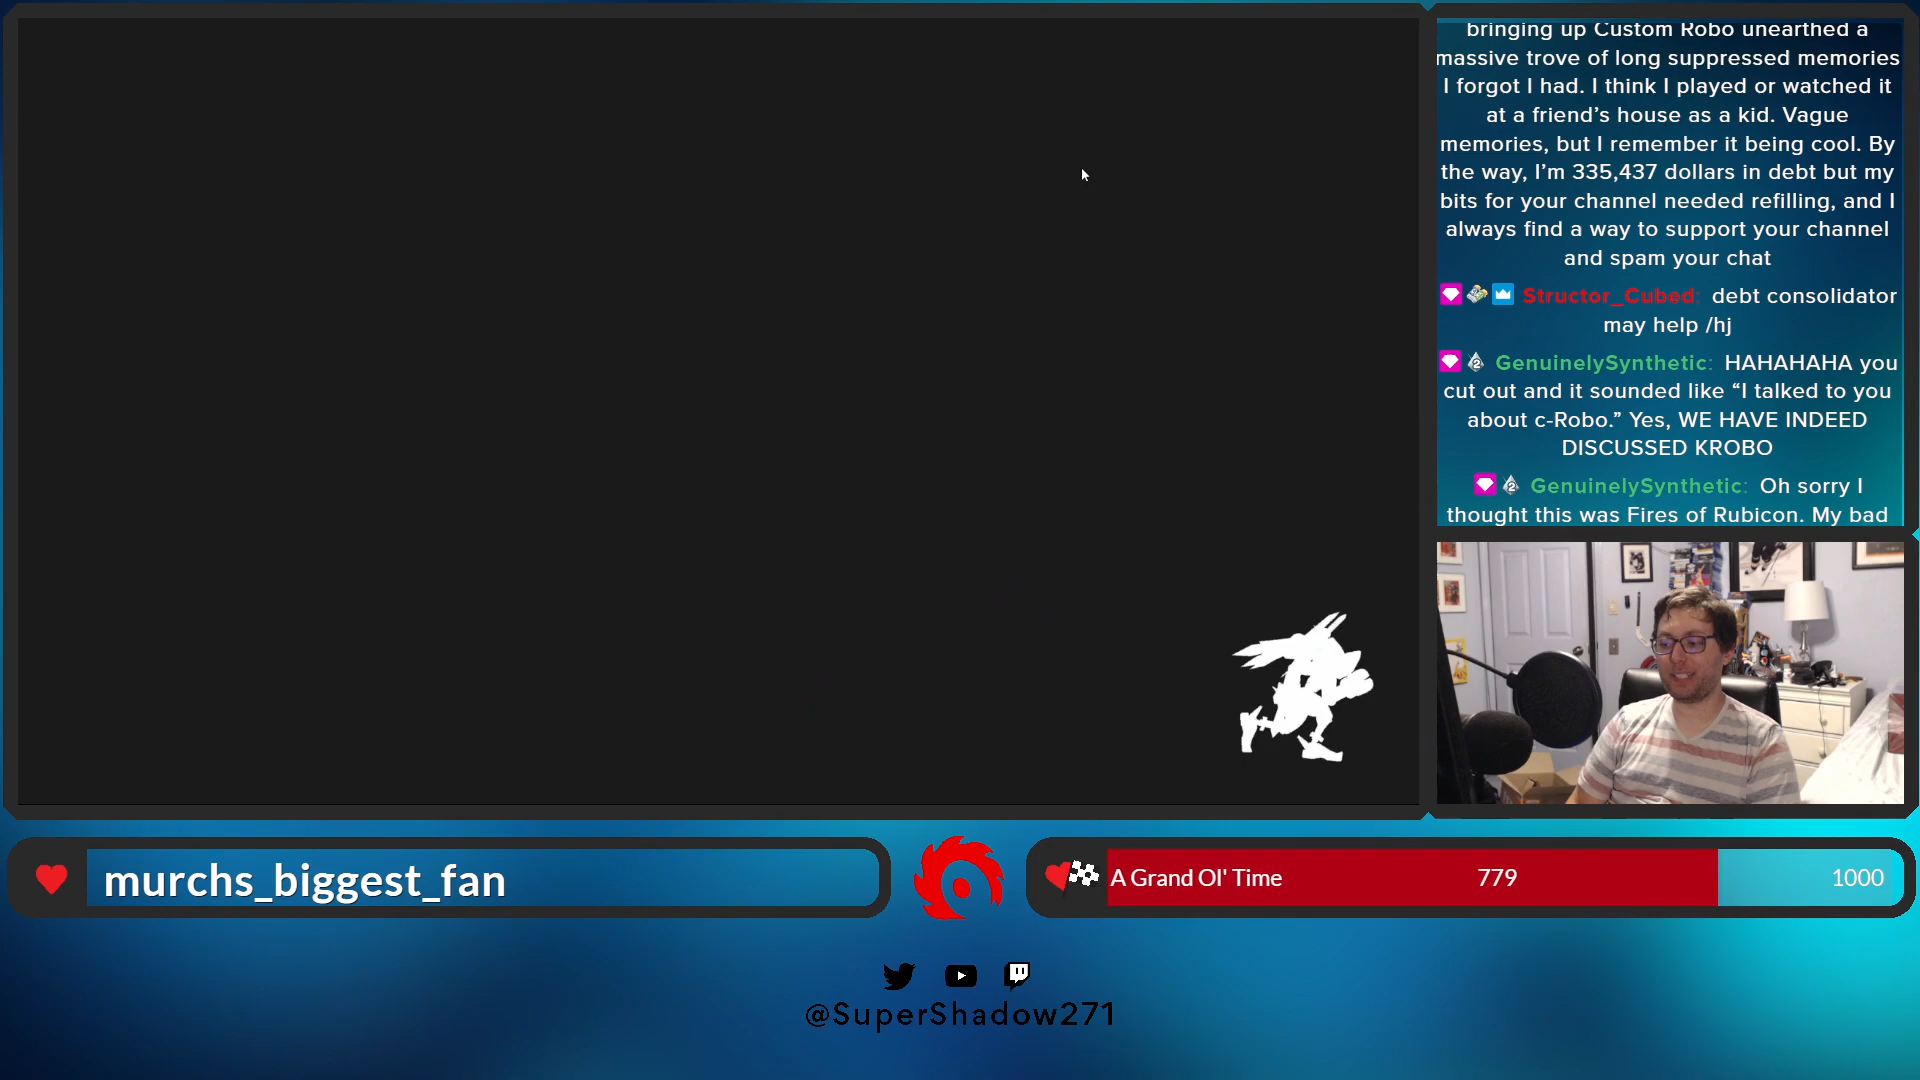 bringing up Custom Robo unearthed a
massive trove of long suppressed memories
I forgot I had. I think I played or watched it
at a friend’s house as a kid. Vague
memories, but I remember it being cool. By
the way, I’m 335,437 dollars in debt but my
bits for your channel needed refilling, and I
always find a way to support your channel
and spam your chat
Structor_Cubed: debt consolidator
may help /hj
2 GenuinelySynthetic: HAHAHAHA you
cut out and it sounded like “I talked to you
about c-Robo.” Yes, WE HAVE INDEED
DISCUSSED KROBO
2 GenuinelySynthetic: Oh sorry I
thought this was Fires of Rubicon. My bad
murchs_biggest_fan
A Grand Ol' Time 779 1000
@SuperShadow271